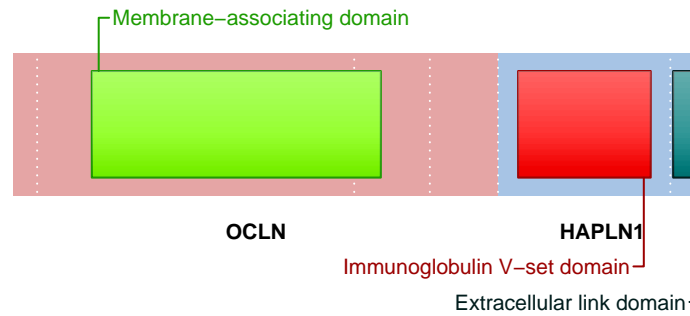 Membrane−associating domain
OCLN
HAPLN1
Immunoglobulin V−set domain
Extracellular link domain